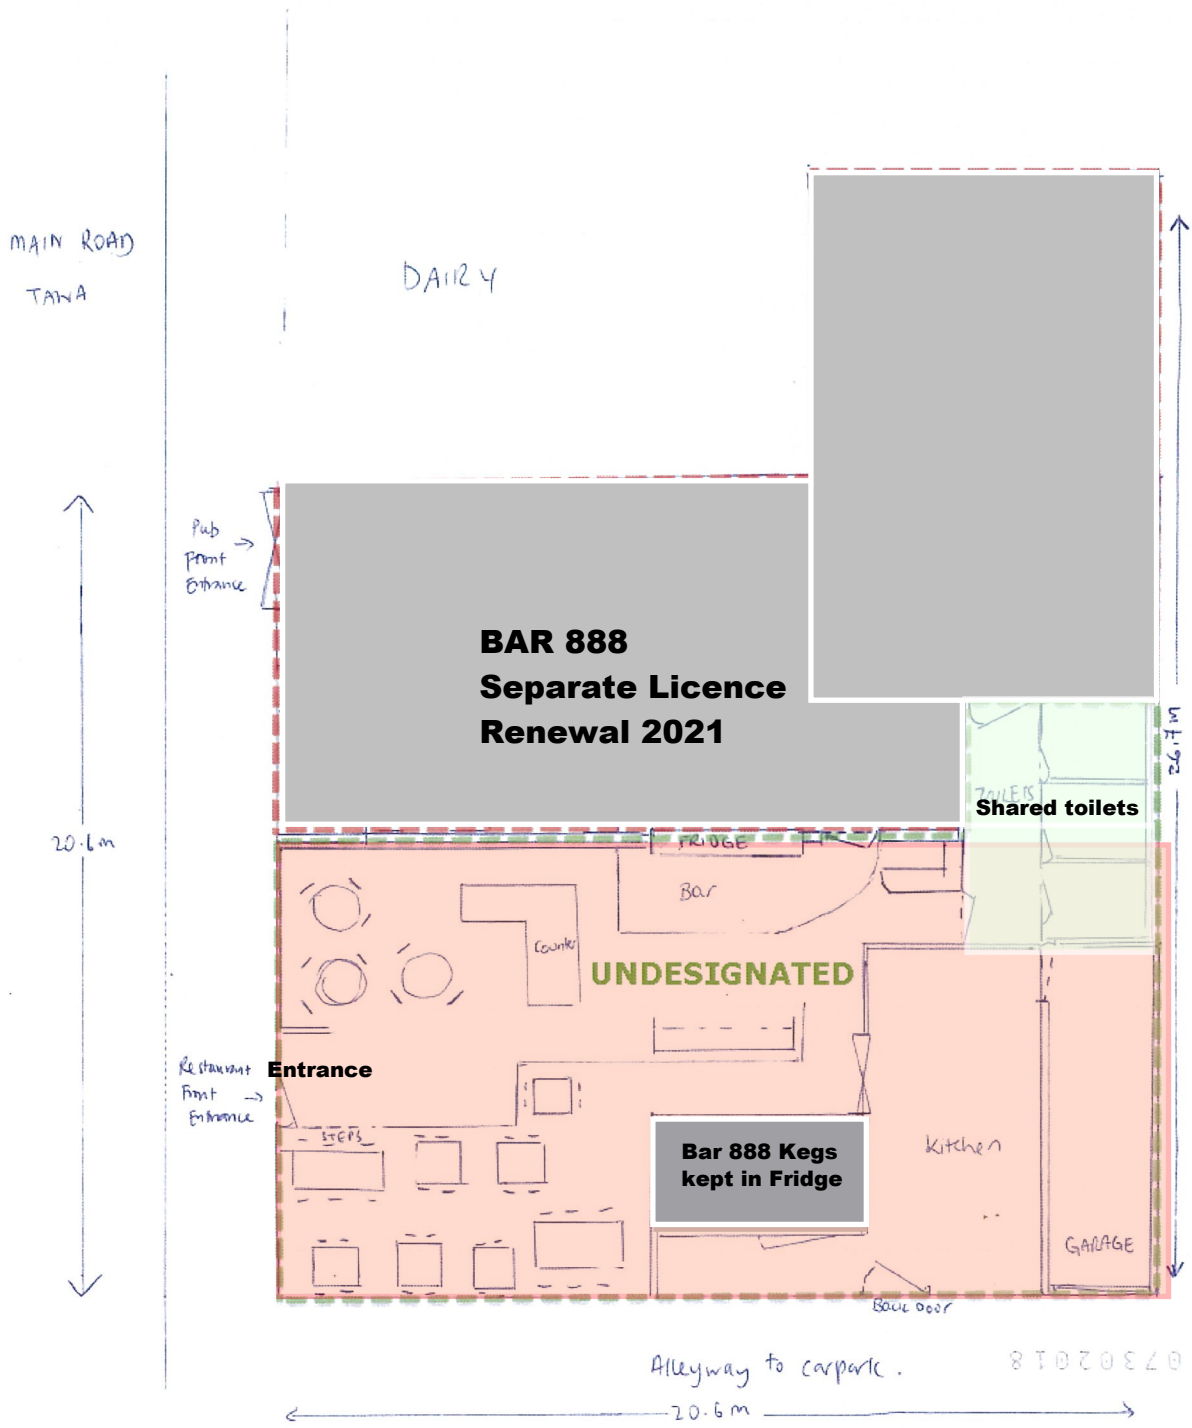 MAIN ROAD
TAWA
DAIRY
Pub
Front
Entrance
BAR 888
Separate Licence
Renewal 2021
26.7m
TOILETS
Shared toilets
20.6m
FRIDGE
Bar
Counter
UNDESIGNATED
Restaurant
Front
Entrance
Entrance
STEPS
Bar 888 Kegs
kept in Fridge
Kitchen
GARAGE
Back Door
Alleyway to carpark.
07302018
20.6m